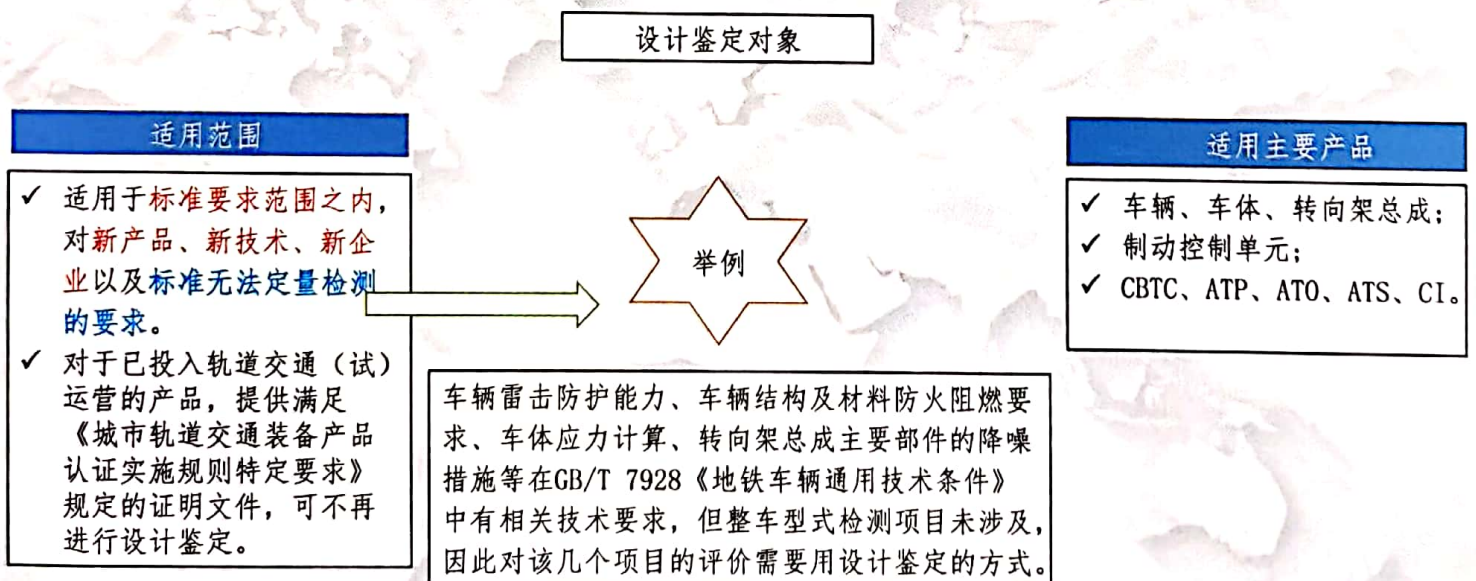 设计鉴定对象
适用范围
✓ 适用于标准要求范围之内，
对新产品、新技术、新企
业以及标准无法定量检测
的要求。
✓ 对于已投入轨道交通（试）
运营的产品，提供满足
《城市轨道交通装备产品
认证实施规则特定要求》
规定的证明文件，可不再
进行设计鉴定。
举例
车辆雷击防护能力、车辆结构及材料防火阻燃要
求、车体应力计算、转向架总成主要部件的降噪
措施等在GB/T 7928《地铁车辆通用技术条件》
中有相关技术要求，但整车型式检测项目未涉及，
因此对该几个项目的评价需要用设计鉴定的方式。
适用主要产品
✓ 车辆、车体、转向架总成；
✓ 制动控制单元；
✓ CBTC、ATP、ATO、ATS、CI。